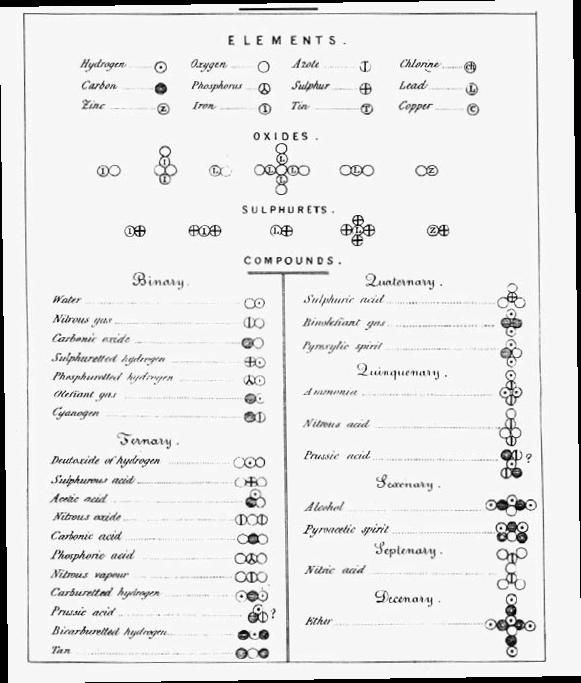 ELEMENTS.
Hydrogen Oxygen Azote Chlorine
Carbon Phosphorus Sulphur Lead
Zinc Iron Tin Copper
OXIDES.
SULPHURETS.
COMPOUNDS.
Binary.
Water
Nitrous gas
Carbonic oxide
Sulphuretted hydrogen
Phosphuretted hydrogen
Olefiant gas
Cyanogen
Ternary.
Deutoxide of hydrogen
Sulphurous acid
Acetic acid
Nitrous oxide
Carbonic acid
Phosphoric acid
Nitrous vapour
Carburetted hydrogen
Prussic acid ?
Bicarburetted hydrogen
Tan
Quaternary.
Sulphuric acid
Binolefiant gas
Pyroxylic spirit
Quinquenary.
Ammonia
Nitrous acid
Prussic acid ?
Sexenary.
Alcohol
Pyroacetic spirit
Septenary.
Nitric acid
Decenary.
Ether